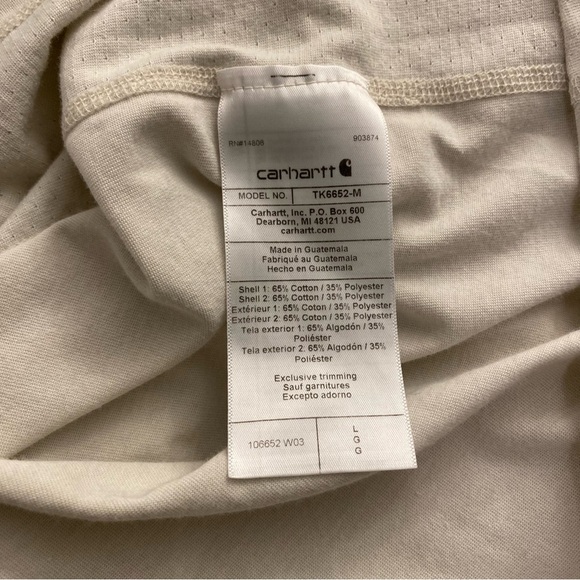 RN#14806 903874
carhartt
MODEL NO. TK6652-M
Carhartt, Inc. P.O. Box 600
Dearborn, MI 48121 USA
carhartt.com
Made in Guatemala
Fabriqué au Guatemala
Hecho en Guatemala
Shell 1: 65% Cotton / 35% Polyester
Shell 2: 65% Cotton / 35% Polyester
Extérieur 1: 65% Coton / 35% Polyester
Extérieur 2: 65% Coton / 35% Polyester
Tela exterior 1: 65% Algodón / 35%
Poliéster
Tela exterior 2: 65% Algodón / 35%
Poliéster
Exclusive trimming
Sauf garnitures
Excepto adorno
106652 W03
L
G
G